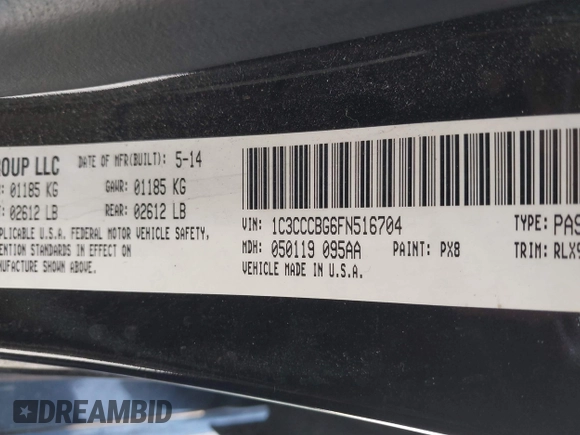 OUP LLC DATE OF MFR(BUILT): 5-14
: 01185 KG GAWR: 01185 KG
: 02612 LB REAR: 02612 LB
PLICABLE U.S.A. FEDERAL MOTOR VEHICLE SAFETY,
ENTION STANDARDS IN EFFECT ON
NUFACTURE SHOWN ABOVE.
VIN: 1C3CCCBG6FN516704 TYPE: PAS
MDH: 050119 095AA PAINT: PX8 TRIM: RLX9
VEHICLE MADE IN U.S.A.
DREAMBID